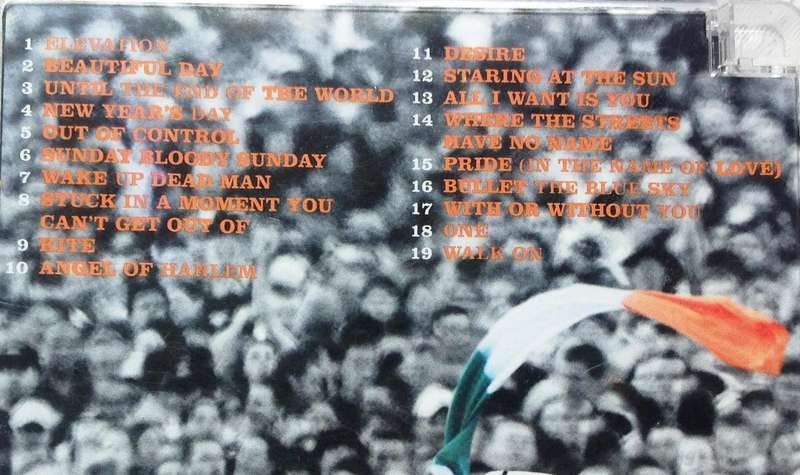 1 ELEVATION
2 BEAUTIFUL DAY
3 UNTIL THE END OF THE WORLD
4 NEW YEAR'S DAY
5 OUT OF CONTROL
6 SUNDAY BLOODY SUNDAY
7 WAKE UP DEAD MAN
8 STUCK IN A MOMENT YOU
CAN'T GET OUT OF
9 KITE
10 ANGEL OF HARLEM
11 DESIRE
12 STARING AT THE SUN
13 ALL I WANT IS YOU
14 WHERE THE STREETS
HAVE NO NAME
15 PRIDE (IN THE NAME OF LOVE)
16 BULLET THE BLUE SKY
17 WITH OR WITHOUT YOU
18 ONE
19 WALK ON